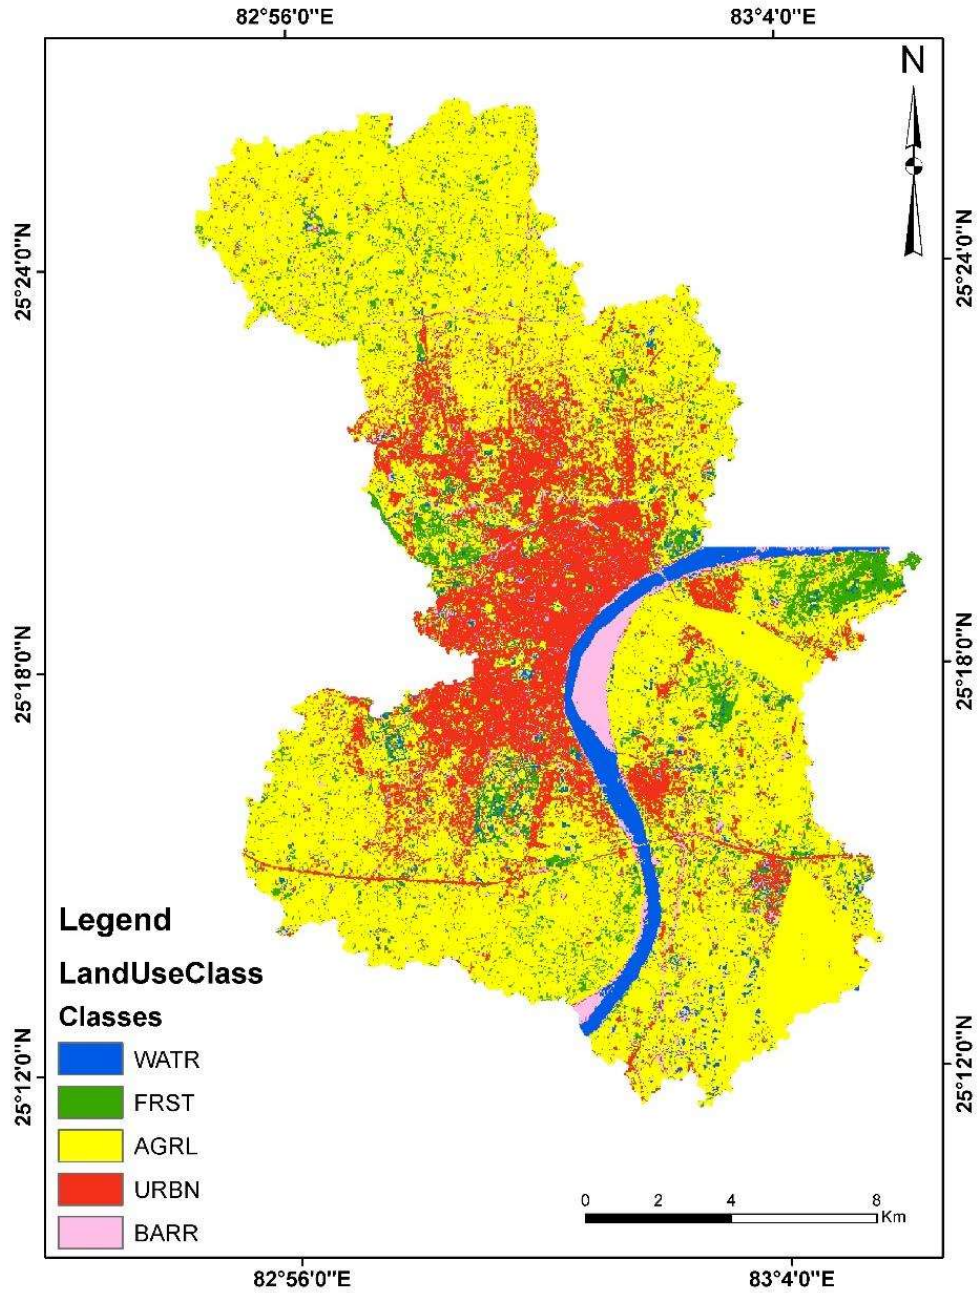 82°56'0"E 83°4'0"E
N
25°24'0"N 25°24'0"N
25°18'0"N 25°18'0"N
25°12'0"N 25°12'0"N
Legend
LandUseClass
Classes
WATR
FRST
AGRL
URBN
BARR
0 2 4 8
Km
82°56'0"E 83°4'0"E